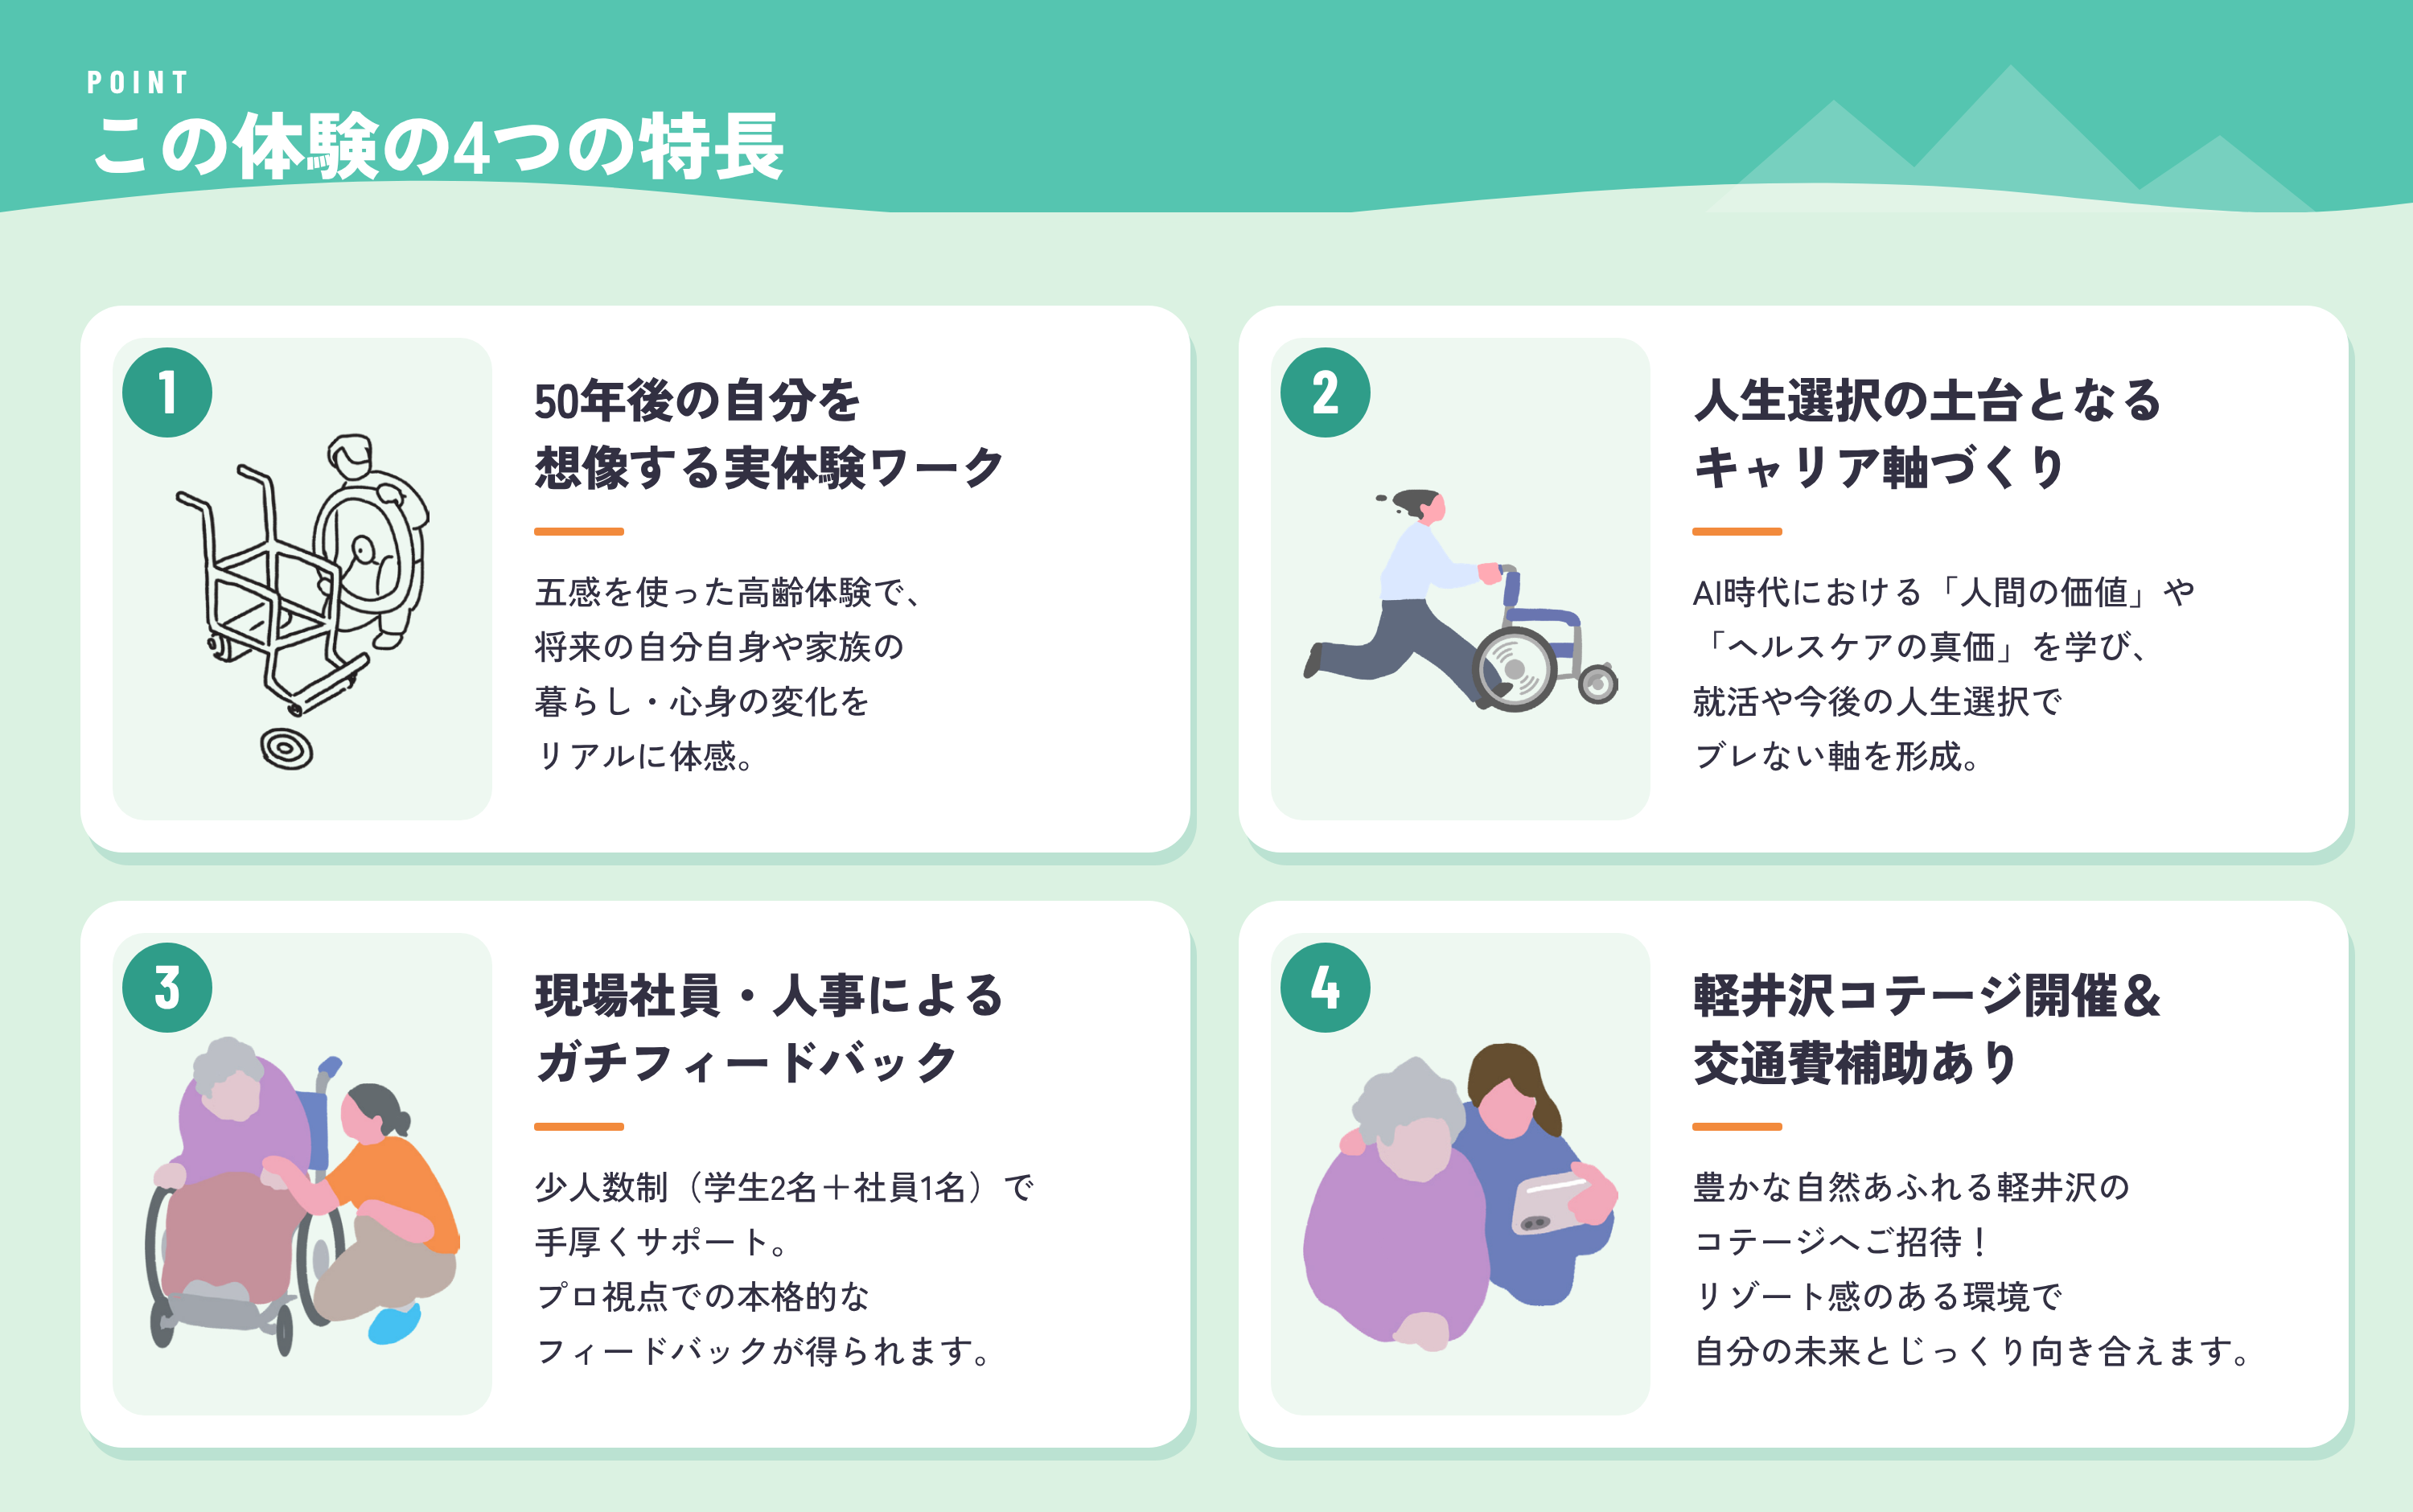 POINT
この体験の4つの特長
1
50年後の自分を
想像する実体験ワーク
五感を使った高齢体験で、
将来の自分自身や家族の
暮らし・心身の変化を
リアルに体感。
2
人生選択の土台となる
キャリア軸づくり
AI時代における「人間の価値」や
「ヘルスケアの真価」を学び、
就活や今後の人生選択で
ブレない軸を形成。
3
現場社員・人事による
ガチフィードバック
少人数制（学生2名＋社員1名）で
手厚くサポート。
プロ視点での本格的な
フィードバックが得られます。
4
軽井沢コテージ開催＆
交通費補助あり
豊かな自然あふれる軽井沢の
コテージへご招待！
リゾート感のある環境で
自分の未来とじっくり向き合えます。